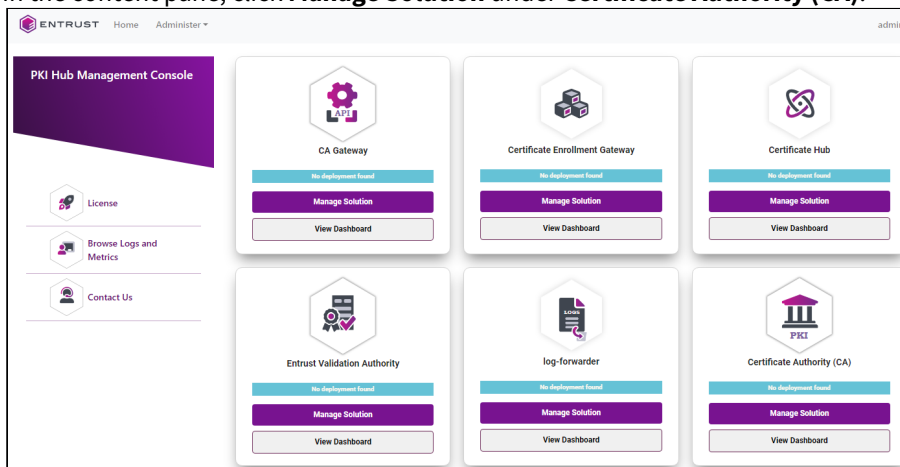 In the content pane, click Manage Solution under Certificate Authority (CA).
ENTRUST Home Administer
admin
PKI Hub Management Console
License
Browse Logs and
Metrics
Contact Us
API
CA Gateway
No deployment found
Manage Solution
View Dashboard
Certificate Enrollment Gateway
No deployment found
Manage Solution
View Dashboard
Certificate Hub
No deployment found
Manage Solution
View Dashboard
Entrust Validation Authority
No deployment found
Manage Solution
View Dashboard
LOGS
log-forwarder
No deployment found
Manage Solution
View Dashboard
PKI
Certificate Authority (CA)
No deployment found
Manage Solution
View Dashboard